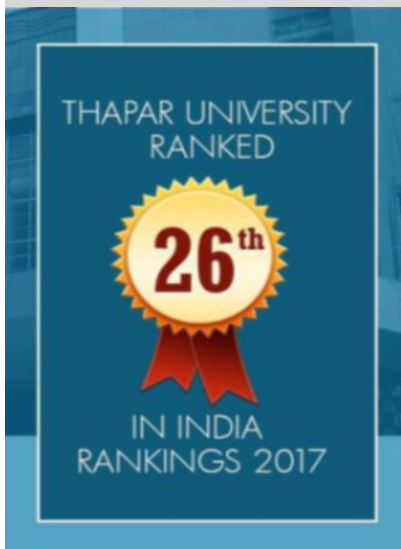 THAPAR UNIVERSITY
RANKED
26th
IN INDIA
RANKINGS 2017